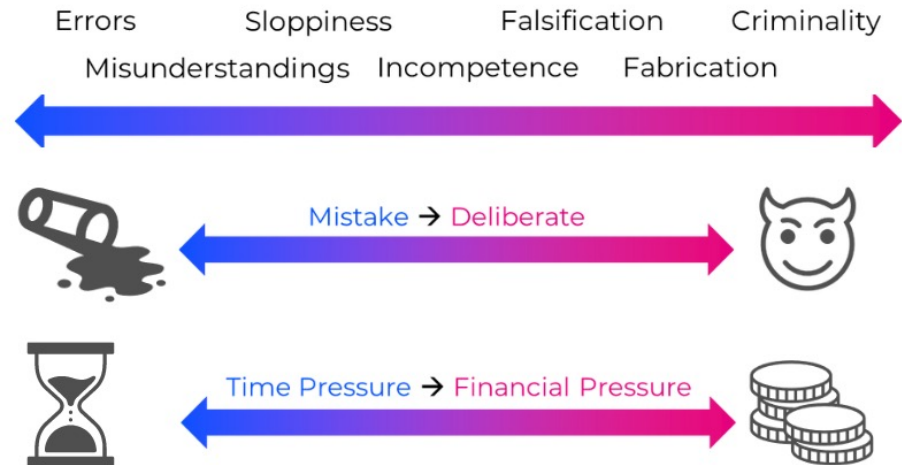 Errors Sloppiness Falsification Criminality
Misunderstandings Incompetence Fabrication
Mistake → Deliberate
Time Pressure → Financial Pressure